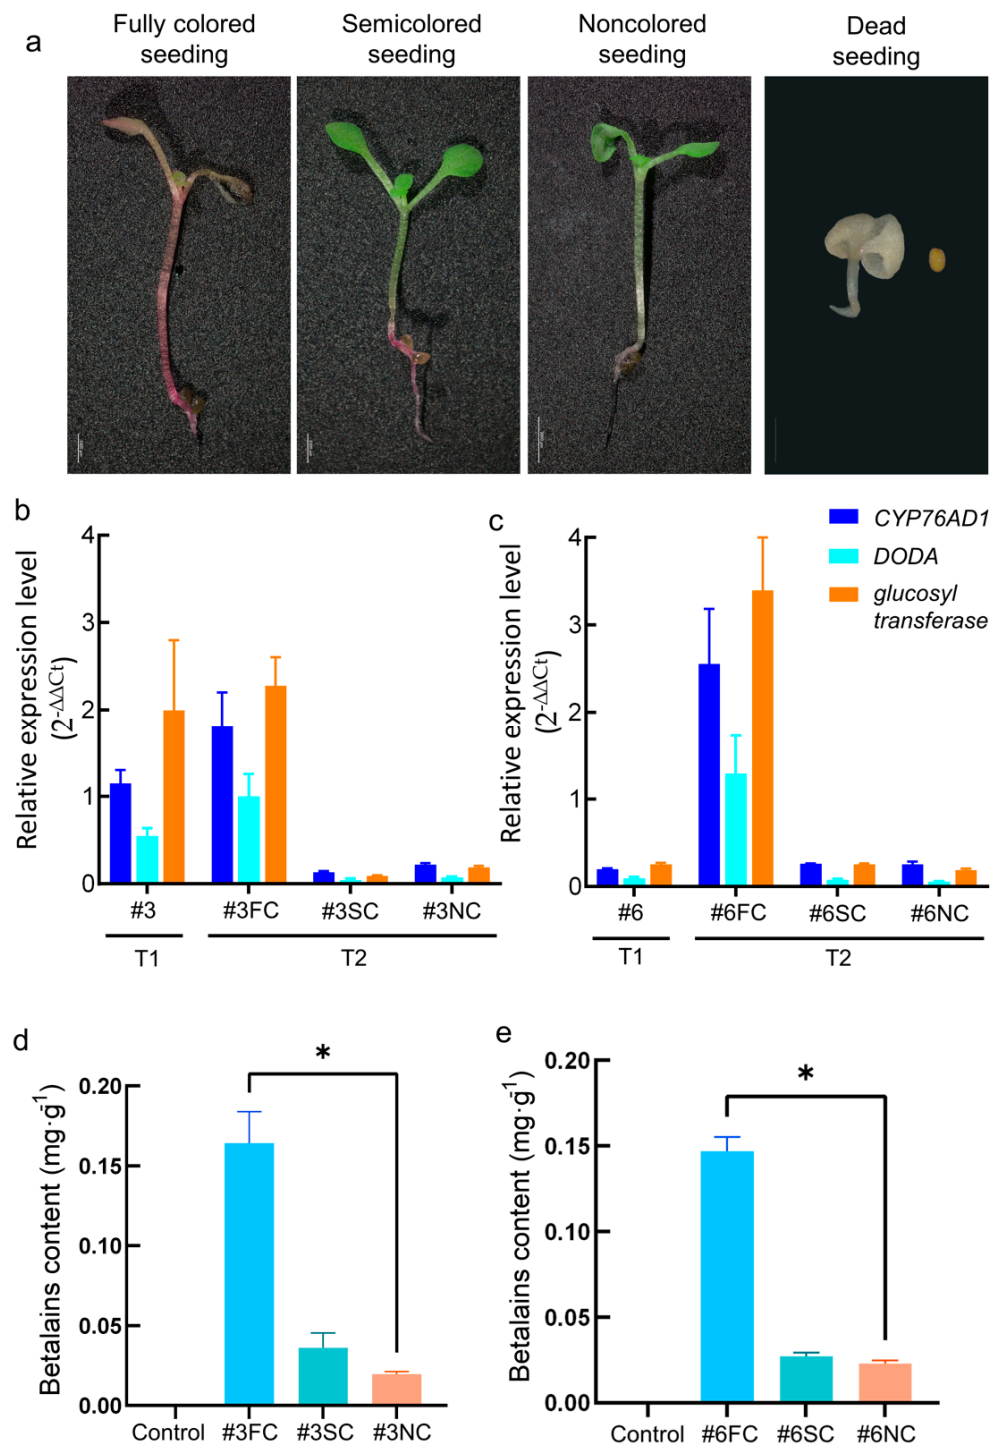 a
Fully colored
seeding
Semicolored
seeding
Noncolored
seeding
Dead
seeding
b
Relative expression level
(2-ΔΔCt)
4
3
2
1
0
#3
#3FC
#3SC
#3NC
T1
T2
c
Relative expression level
(2-ΔΔCt)
4
3
2
1
0
#6
#6FC
#6SC
#6NC
T1
T2
CYP76AD1
DODA
glucosyl
transferase
d
Betalains content (mg·ḡ¹)
0.20
0.15
0.10
0.05
0.00
*
Control
#3FC
#3SC
#3NC
e
Betalains content (mg·ḡ¹)
0.20
0.15
0.10
0.05
0.00
*
Control
#6FC
#6SC
#6NC